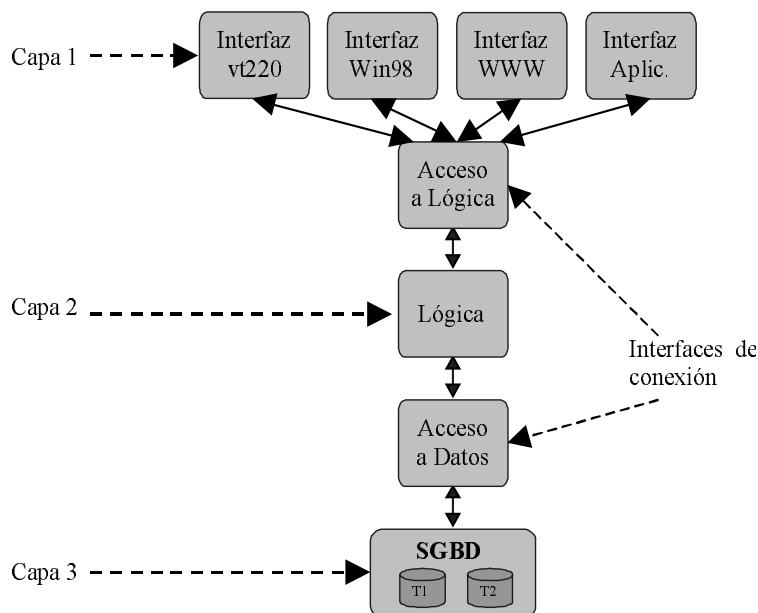 Capa 1
Interfaz
vt220
Interfaz
Win98
Interfaz
WWW
Interfaz
Aplic.
Acceso
a Lógica
Capa 2
Lógica
Interfaces de
conexión
Acceso
a Datos
Capa 3
SGBD
T1
T2